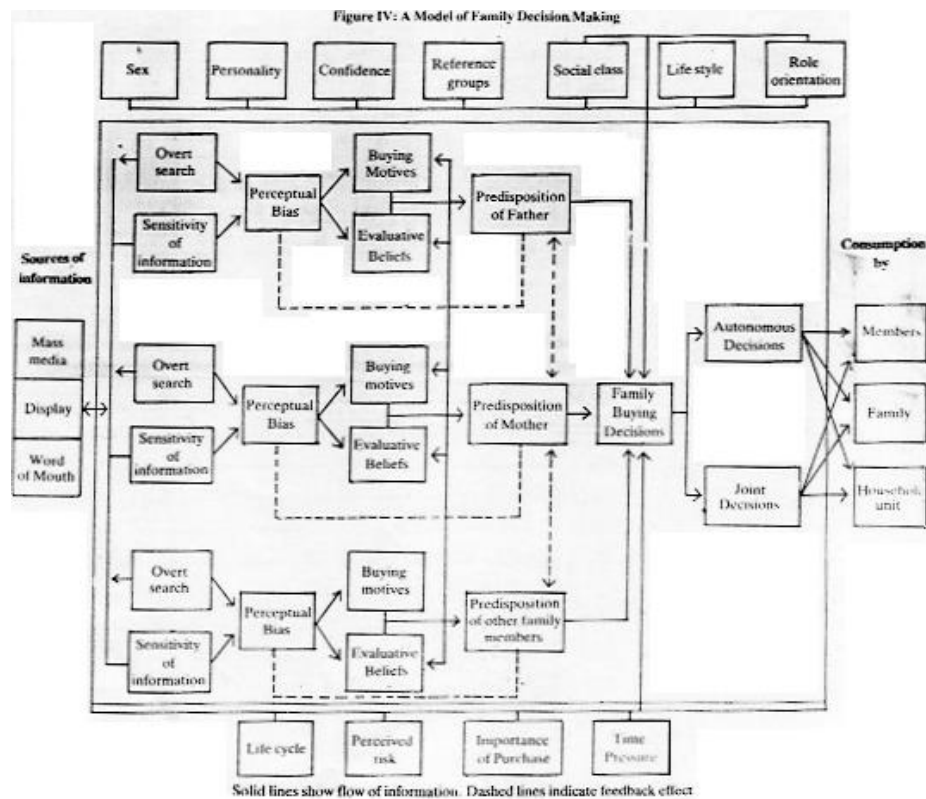 Figure IV: A Model of Family Decision Making
Sex
Personality
Confidence
Reference
groups
Social class
Life style
Role
orientation
Overt
search
Sensitivity
of
information
Perceptual
Bias
Buying
Motives
Evaluative
Beliefs
Predisposition
of Father
Sources of
information
Mass
media
Display
Word
of Mouth
Overt
search
Sensitivity
of
information
Perceptual
Bias
Buying
motives
Evaluative
Beliefs
Predisposition
of Mother
Family
Buying
Decisions
Autonomous
Decisions
Joint
Decisions
Consumption
by
Members
Family
Household
unit
Overt
search
Sensitivity
of
information
Perceptual
Bias
Buying
motives
Evaluative
Beliefs
Predisposition
of other family
members
Life cycle
Perceived
risk
Importance
of Purchase
Time
Pressure
Solid lines show flow of information. Dashed lines indicate feedback effect